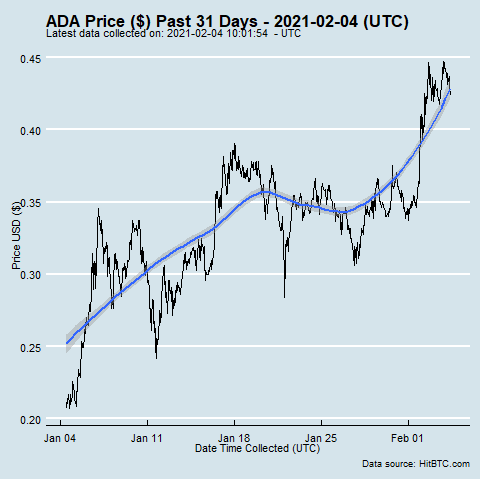 ADA Price ($) Past 31 Days - 2021-02-04 (UTC)
Latest data collected on: 2021-02-04 10:01:54 - UTC
0.45
0.40
0.35
0.30
0.25
0.20
Price USD ($)
Jan 04 Jan 11 Jan 18 Jan 25 Feb 01
Date Time Collected (UTC)
Data source: HitBTC.com